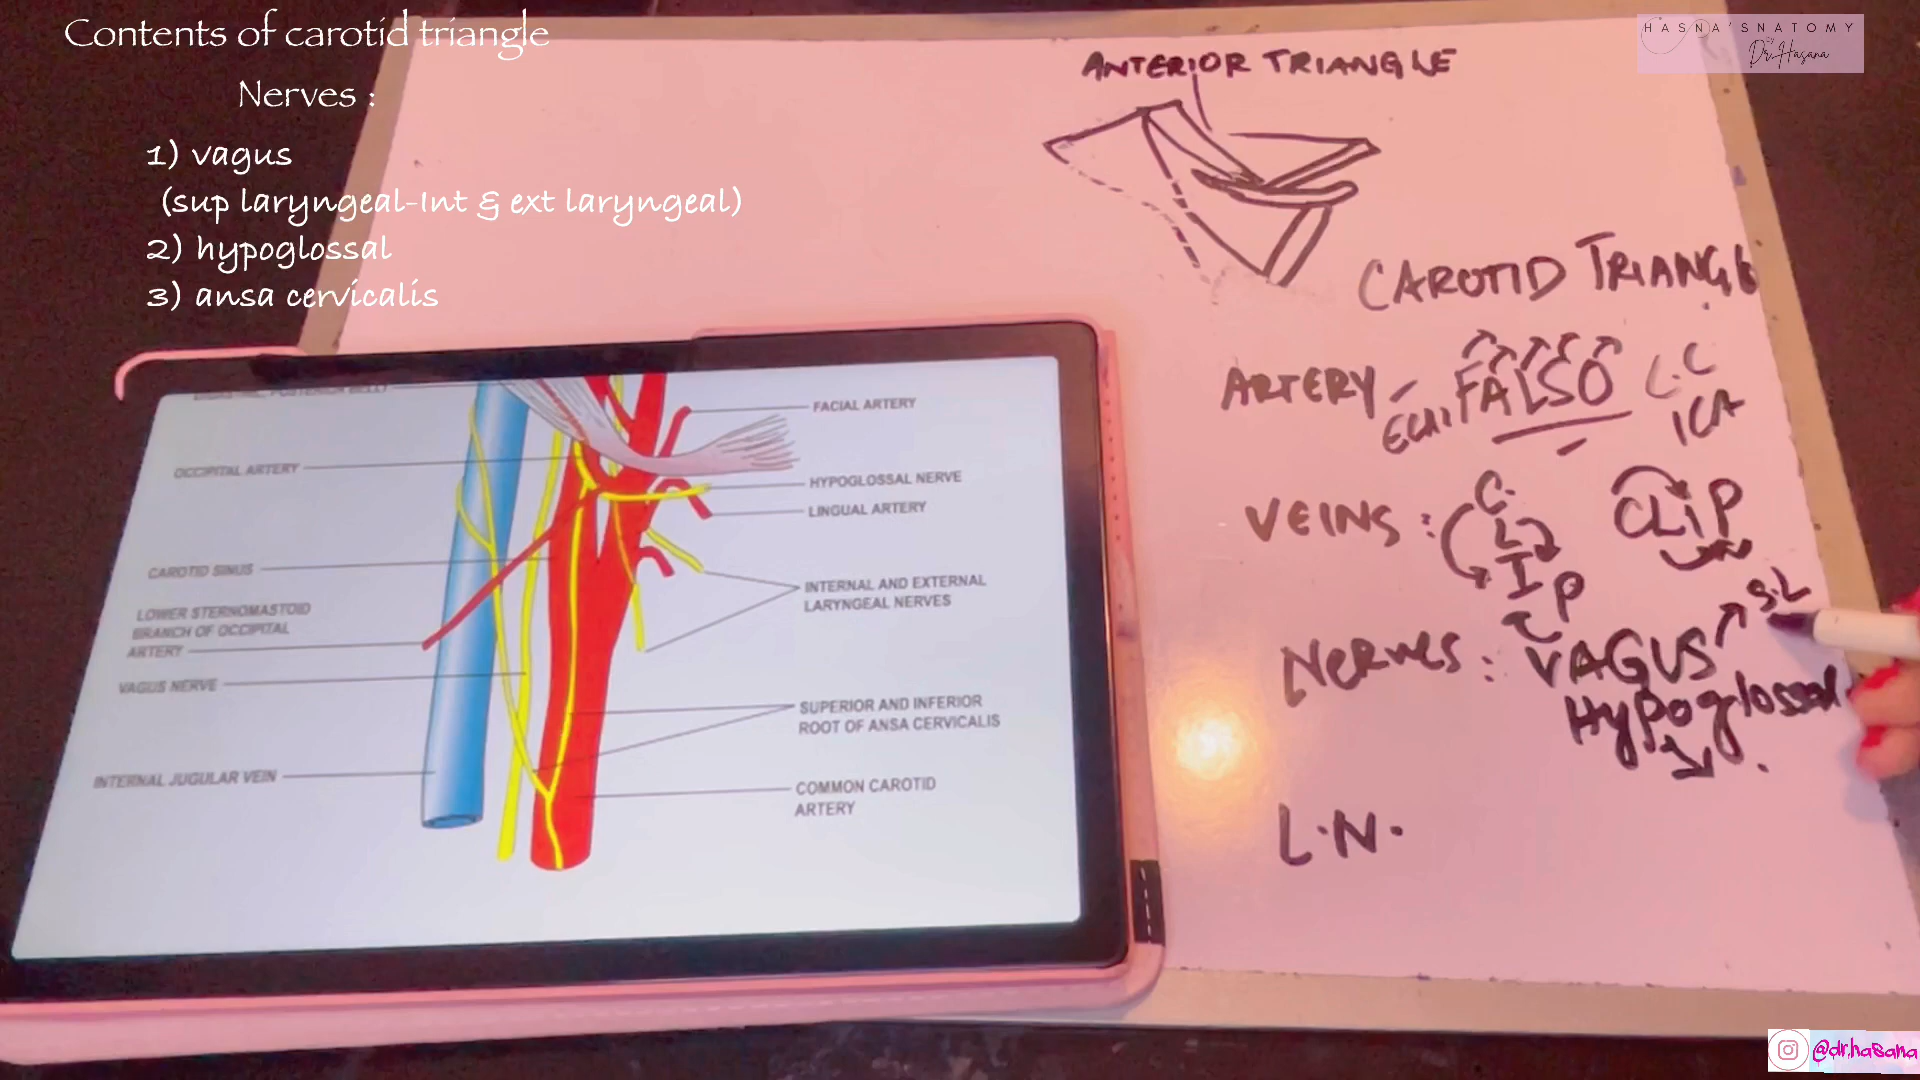 Contents of carotid triangle
Nerves :
1) vagus
(sup laryngeal-Int & ext laryngeal)
2) hypoglossal
3) ansa cervicalis
HASNA'SNATOMY
By
Dr.Hasana
ANTERIOR TRIANGLE
CAROTID TRIANGLE
ARTERY - FALSO C.C
ICA
VEINS : C. CLIP
L
I
P
S.L
NERVES : VAGUS
Hypoglossal
L.N.
POSTERIOR BELLY
FACIAL ARTERY
OCCIPITAL ARTERY
HYPOGLOSSAL NERVE
LINGUAL ARTERY
CAROTID SINUS
INTERNAL AND EXTERNAL
LARYNGEAL NERVES
LOWER STERNOMASTOID
BRANCH OF OCCIPITAL
ARTERY
VAGUS NERVE
SUPERIOR AND INFERIOR
ROOT OF ANSA CERVICALIS
INTERNAL JUGULAR VEIN
COMMON CAROTID
ARTERY
@dr.hasana